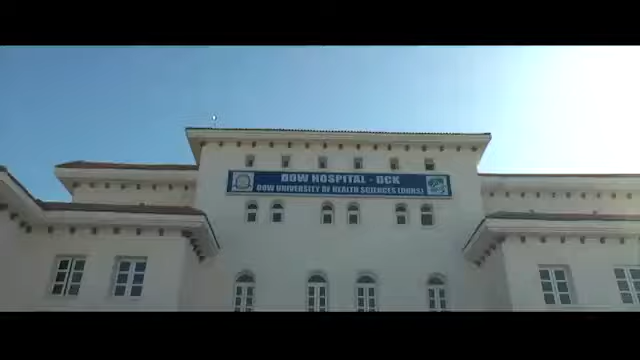 DOW HOSPITAL - OCK
DOW UNIVERSITY OF HEALTH SCIENCES (DUHS)